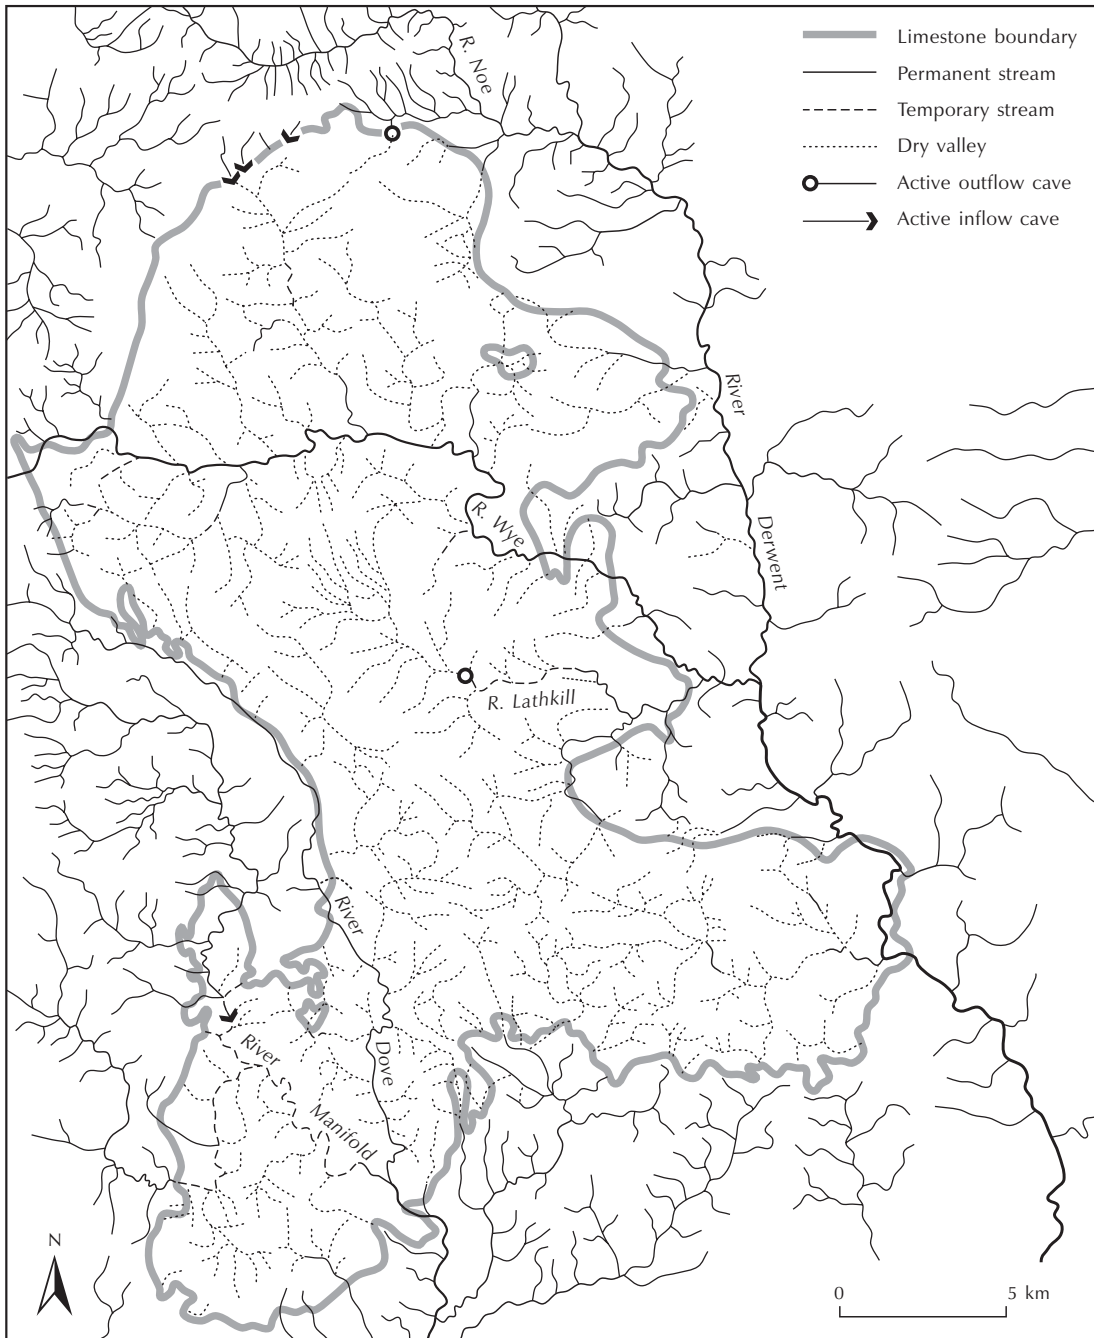 R. Noe
Limestone boundary
Permanent stream
Temporary stream
Dry valley
Active outflow cave
Active inflow cave
River
Derwent
R. Wye
R. Lathkill
River
Dove
River
Manifold
N
0 5 km